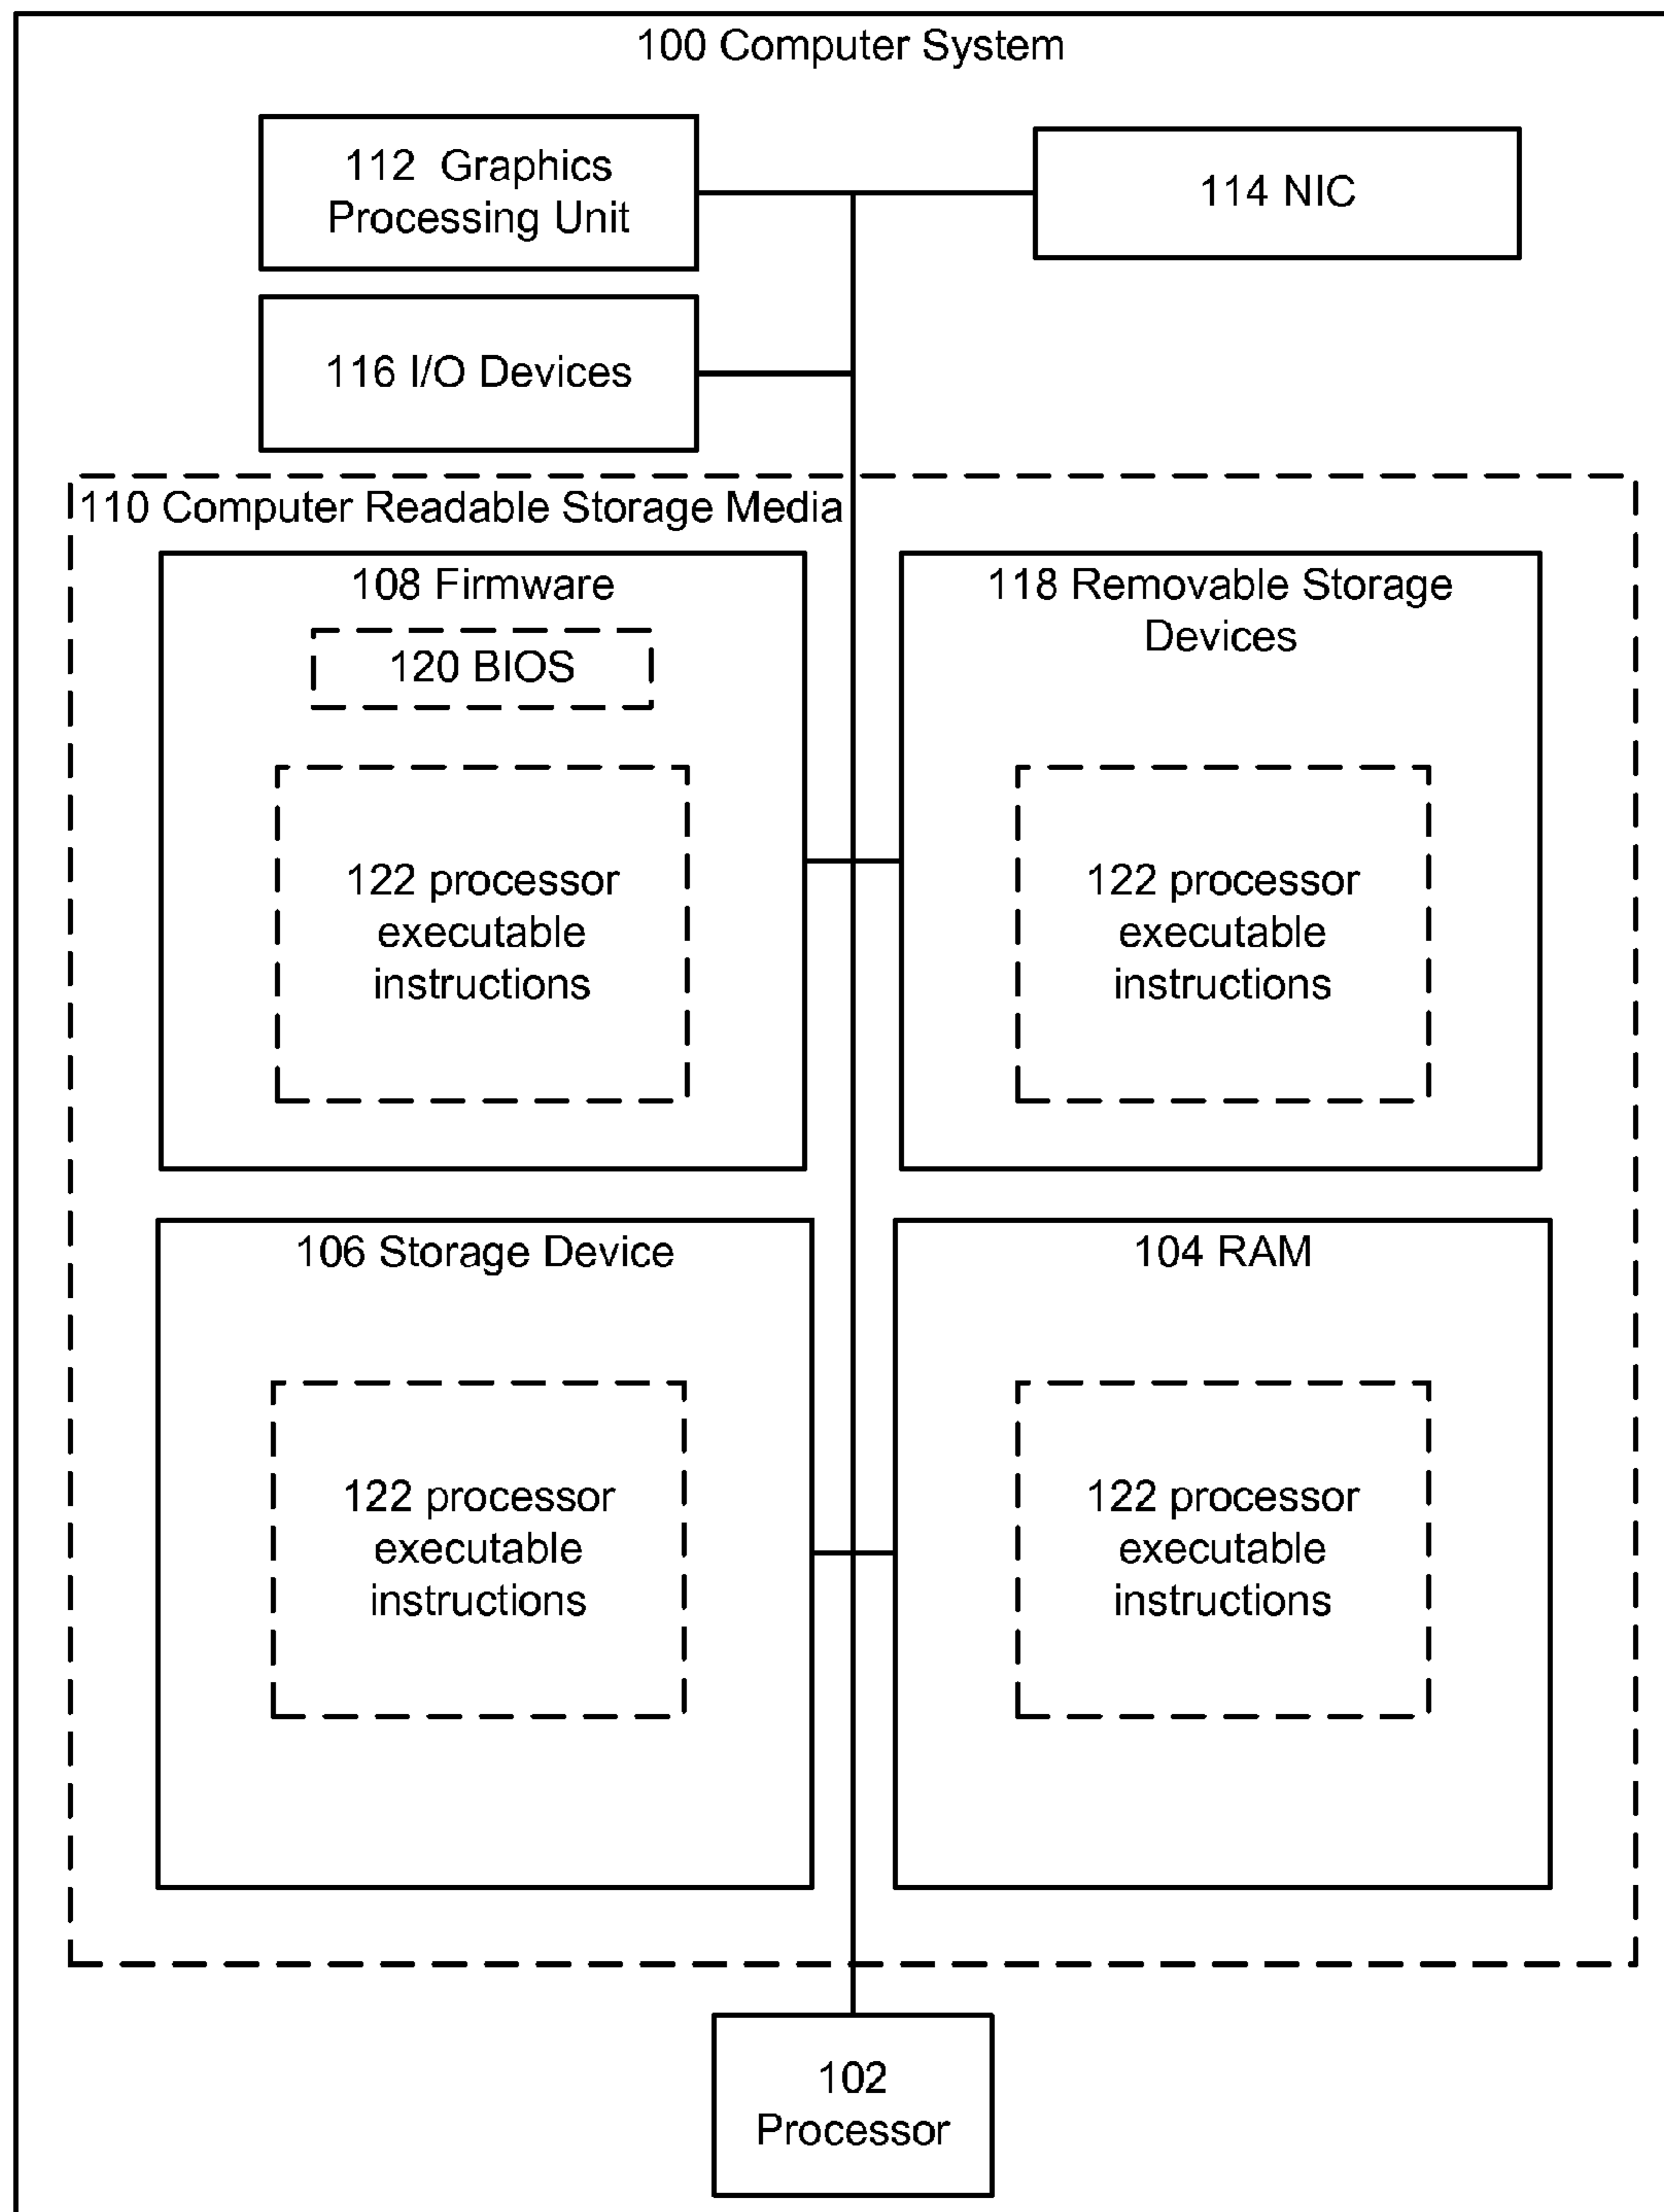 100 Computer System
112 Graphics
Processing Unit
114 NIC
116 I/O Devices
110 Computer Readable Storage Media
108 Firmware
120 BIOS
122 processor
executable
instructions
118 Removable Storage
Devices
122 processor
executable
instructions
106 Storage Device
122 processor
executable
instructions
104 RAM
122 processor
executable
instructions
102
Processor